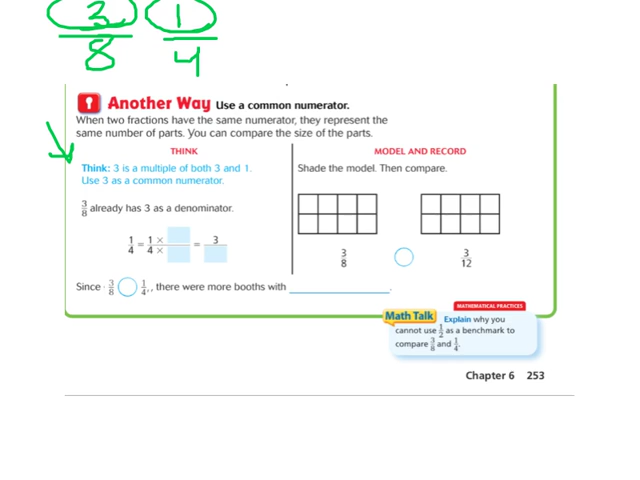 3/8 1/4
Another Way Use a common numerator.
When two fractions have the same numerator, they represent the
same number of parts. You can compare the size of the parts.
THINK
Think: 3 is a multiple of both 3 and 1.
Use 3 as a common numerator.
3/8 already has 3 as a denominator.
1/4 = 1 ×/4 × = 3/
Since 3/8 1/4, there were more booths with .
MODEL AND RECORD
Shade the model. Then compare.
3/8 3/12
MATHEMATICAL PRACTICES
Math Talk Explain why you
cannot use 1/2 as a benchmark to
compare 3/8 and 1/4.
Chapter 6 253